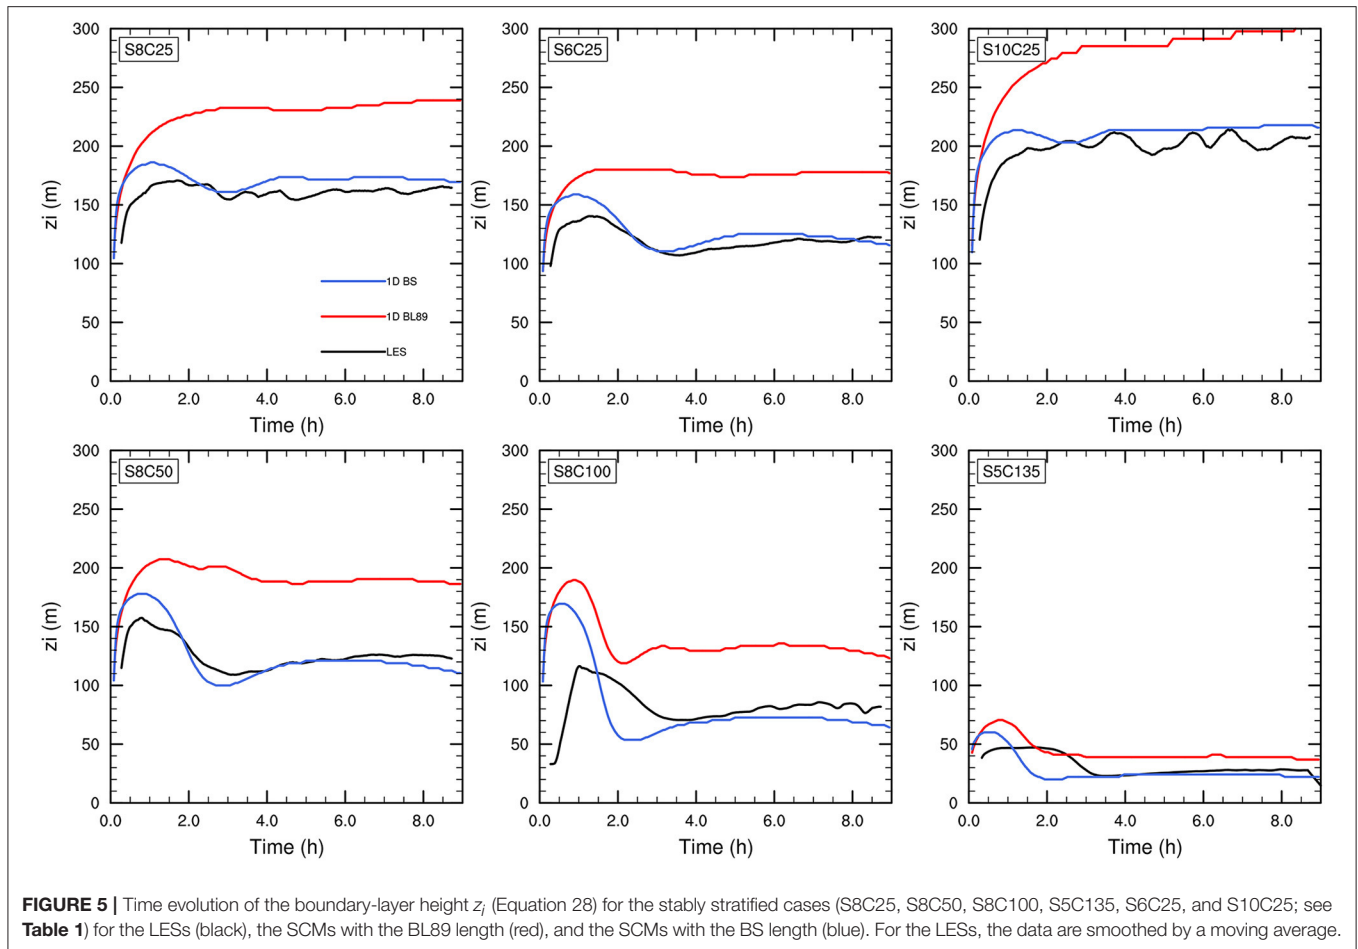 S8C25
300
250
200
150
100
50
0
zi (m)
0.0 2.0 4.0 6.0 8.0
Time (h)
1D BS
1D BL89
LES
S6C25
300
250
200
150
100
50
0
zi (m)
0.0 2.0 4.0 6.0 8.0
Time (h)
S10C25
300
250
200
150
100
50
0
zi (m)
0.0 2.0 4.0 6.0 8.0
Time (h)
S8C50
300
250
200
150
100
50
0
zi (m)
0.0 2.0 4.0 6.0 8.0
Time (h)
S8C100
300
250
200
150
100
50
0
zi (m)
0.0 2.0 4.0 6.0 8.0
Time (h)
S5C135
300
250
200
150
100
50
0
zi (m)
0.0 2.0 4.0 6.0 8.0
Time (h)
FIGURE 5 | Time evolution of the boundary-layer height zi (Equation 28) for the stably stratified cases (S8C25, S8C50, S8C100, S5C135, S6C25, and S10C25; see
Table 1) for the LESs (black), the SCMs with the BL89 length (red), and the SCMs with the BS length (blue). For the LESs, the data are smoothed by a moving average.